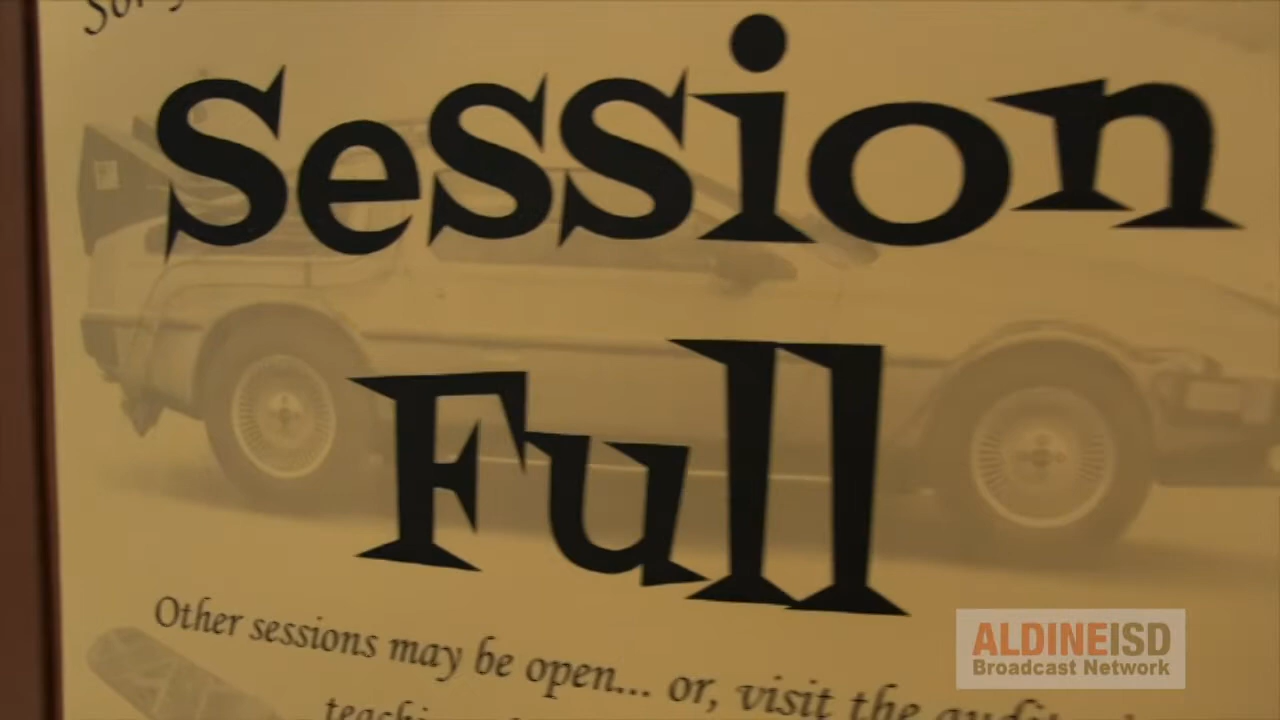 Session
Full
Other sessions may be open... or, visit the
ALDINEISD
Broadcast Network